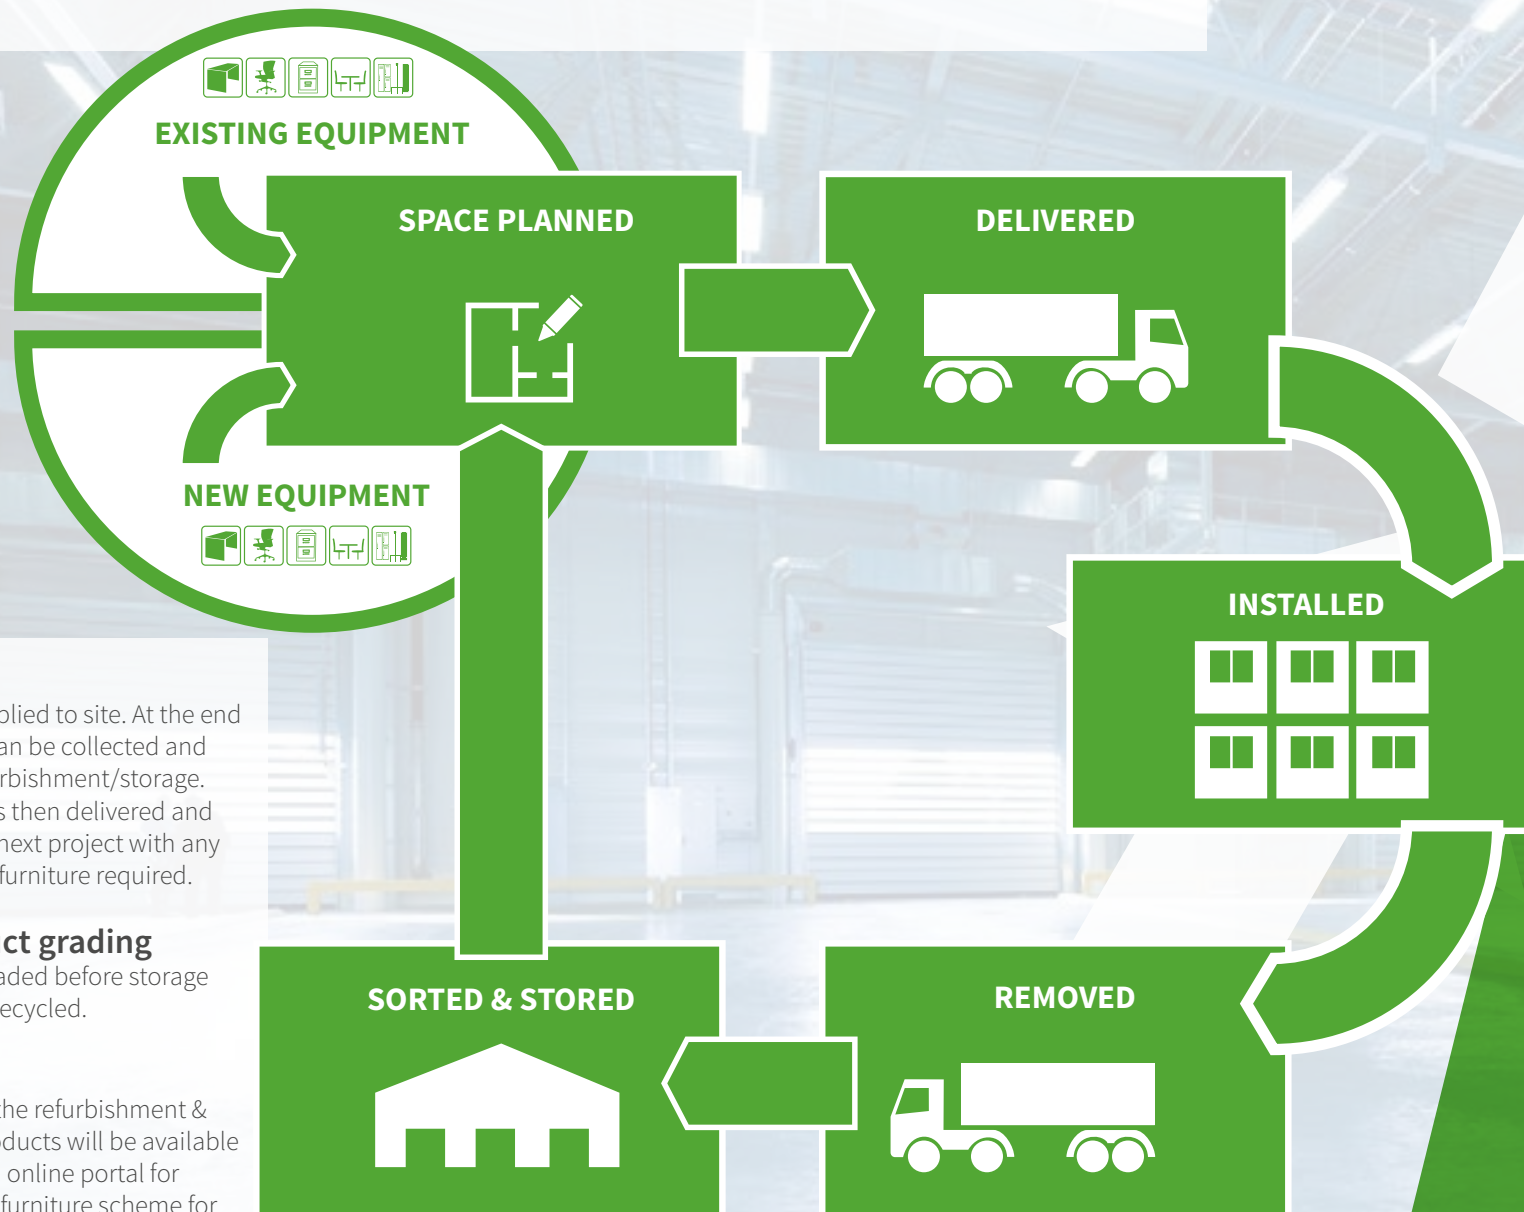 EXISTING EQUIPMENT
SPACE PLANNED
DELIVERED
NEW EQUIPMENT
INSTALLED
plied to site. At the end
an be collected and
rbishment/storage.
s then delivered and
next project with any
furniture required.
ct grading
aded before storage
ecycled.
SORTED & STORED
REMOVED
the refurbishment &
ducts will be available
online portal for
furniture scheme for